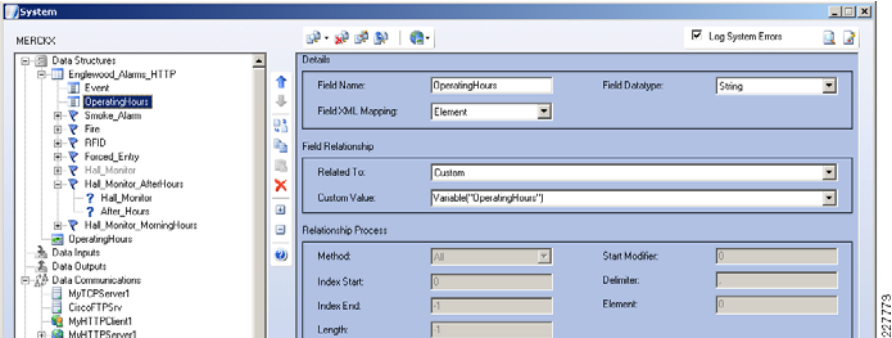 System
MERCKX
Log System Errors
Data Structures
Englewood_Alarms_HTTP
Event
OperatingHours
Smoke_Alarm
Fire
RFID
Forced_Entry
Hall_Monitor
Hall_Monitor_AfterHours
Hall_Monitor
After_Hours
Hall_Monitor_MorningHours
OperatingHours
Data Inputs
Data Outputs
Data Communications
MyTCPServer1
CiscoFTPSrv
MyHTTPClient1
MyHTTPServer1
Details
Field Name: OperatingHours Field Datatype: String
Field XML Mapping: Element
Field Relationship
Related To: Custom
Custom Value: Variable("OperatingHours")
Relationship Process
Method: All Start Modifier: 0
Index Start: 0 Delimiter: ,
Index End: -1 Element: 0
Length: -1
227773